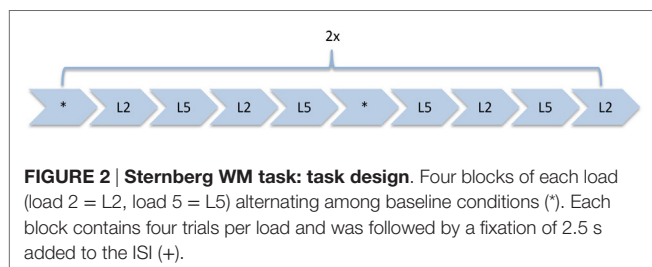 2x
* L2 L5 L2 L5 * L5 L2 L5 L2
FIGURE 2 | Sternberg WM task: task design. Four blocks of each load
(load 2 = L2, load 5 = L5) alternating among baseline conditions (*). Each
block contains four trials per load and was followed by a fixation of 2.5 s
added to the ISI (+).